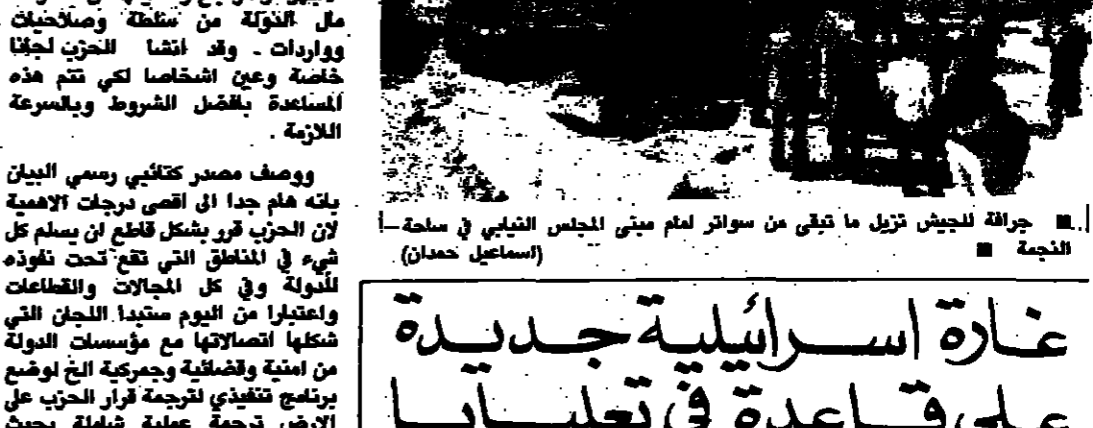 مال الدولة من سلطة وصلاحيات
وواردات . وقد انشا الحزب لجانا
خاصة وعين اشخاصا لكي تتم هذه
المساعدة بافضل الشروط وبالسرعة
اللازمة .
ووصف مصدر كتائبي رسمي البيان
بانه هام جدا الى اقصى درجات الاهمية
لان الحزب قرر بشكل قاطع ان يسلم كل
شيء في المناطق التي تقع تحت نفوذه
للدولة وفي كل المجالات والقطاعات
واعتبارا من اليوم ستبدا اللجان التي
شكلها اتصالاتها مع مؤسسات الدولة
من امنية وقضائية وجمركية الخ لوضع
برنامج تنفيذي لترجمة قرار الحزب على
الارض ترجمة عملية شاملة بحيث
■ جرافة للجيش تزيل ما تبقى من سواتر امام مبنى المجلس النيابي في ساحة
النجمة ■ (اسماعيل حمدان)
غارة اسرائيلية جديدة
على قاعدة في تعلبايا